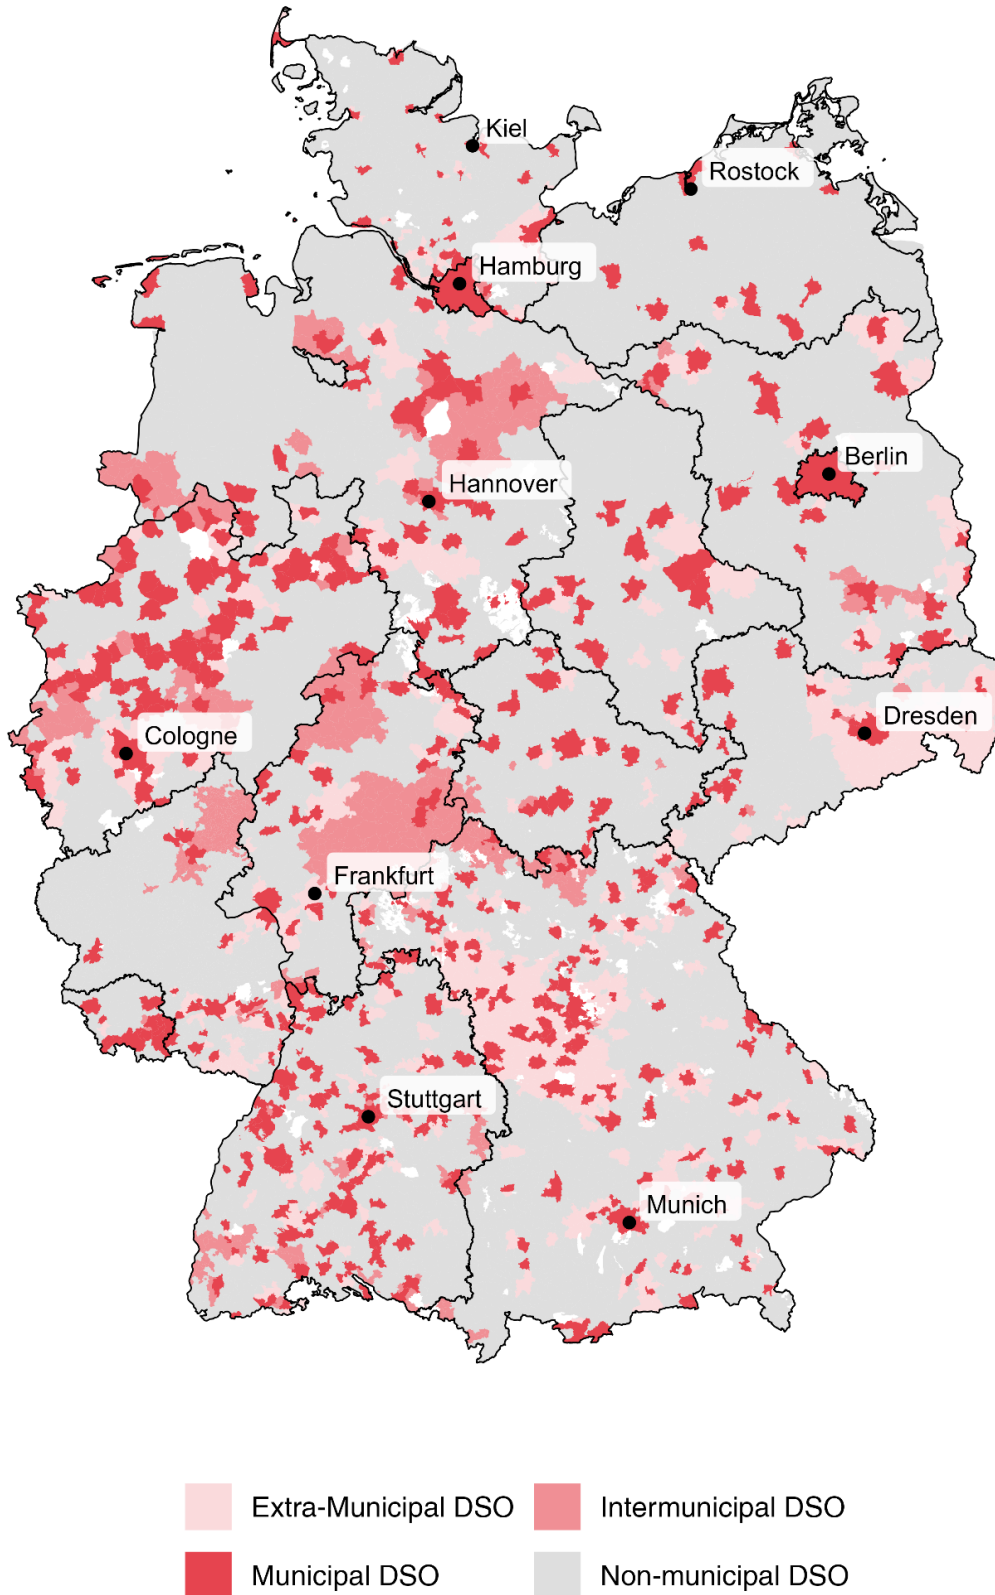 Kiel
Rostock
Hamburg
Berlin
Hannover
Dresden
Cologne
Frankfurt
Stuttgart
Munich
Extra-Municipal DSO
Intermunicipal DSO
Municipal DSO
Non-municipal DSO